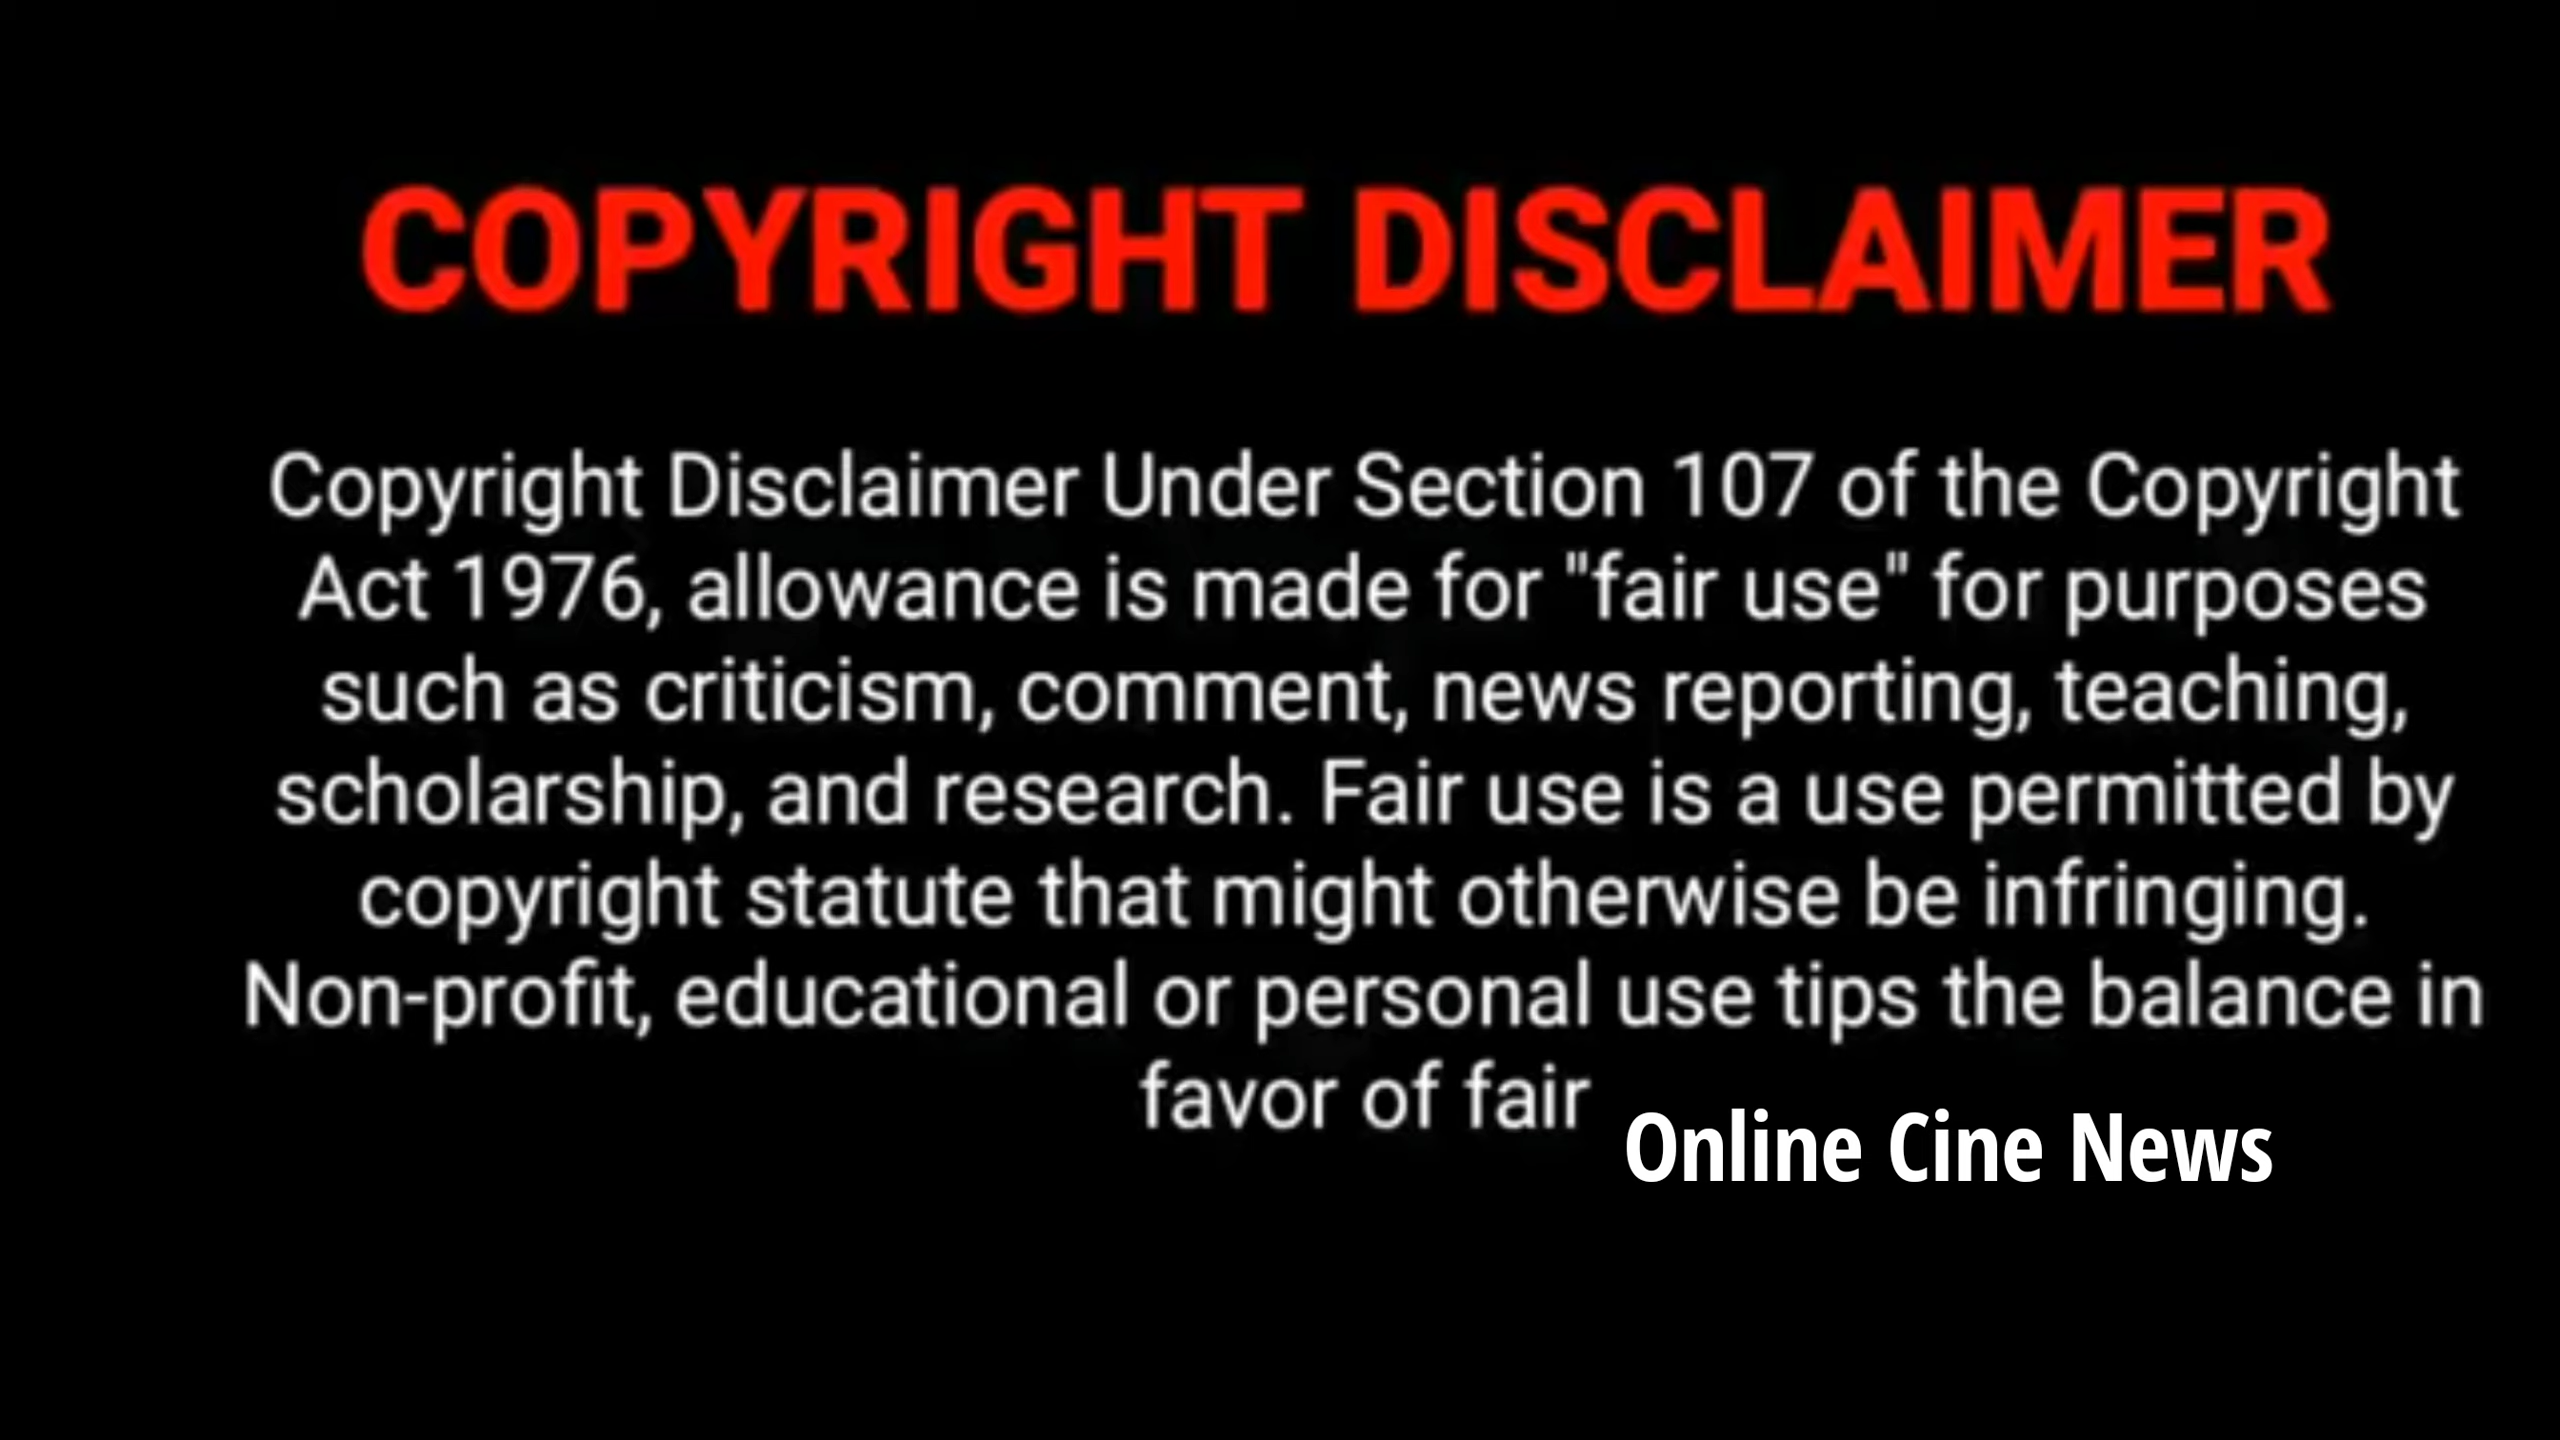 COPYRIGHT DISCLAIMER
Copyright Disclaimer Under Section 107 of the Copyright
Act 1976, allowance is made for "fair use" for purposes
such as criticism, comment, news reporting, teaching,
scholarship, and research. Fair use is a use permitted by
copyright statute that might otherwise be infringing.
Non-profit, educational or personal use tips the balance in
favor of fair
Online Cine News